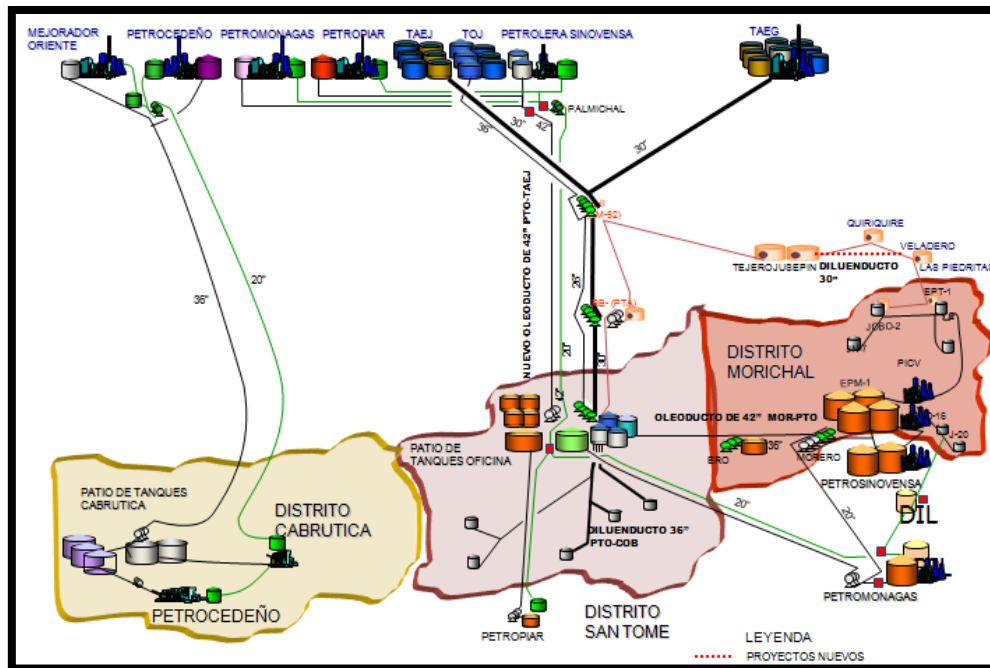 MEJORADOR
ORIENTE
PETROCEDEÑO
PETROMONAGAS
PETROPIAR
TAEJ
TOJ
PETROLERA SINOVENSA
TAEG
PALMICHAL
36"
30"
42"
30"
QUIRIQUIRE
VELADERO
TEJERO
JUSEPIN
DILUENDUCTO
30"
LAS PIEDRITAS
20"
36"
NUEVO OLEODUCTO DE 42" PTO-TAEJ
26"
(PTA)
EPT-1
JOBO-2
20"
30"
DISTRITO
MORICHAL
PICV
EPM-1
42"
OLEODUCTO DE 42" MOR-PTO
J-20
PATIO DE
TANQUES OFICINA
36"
MORERO
PETROSINOVENSA
PATIO DE TANQUES
CABRUTICA
DISTRITO
CABRUTICA
20"
20"
DIL
DILUENDUCTO 36"
PTO-COB
PETROMONAGAS
PETROCEDEÑO
DISTRITO
SAN TOME
PETROPIAR
LEYENDA
PROYECTOS NUEVOS